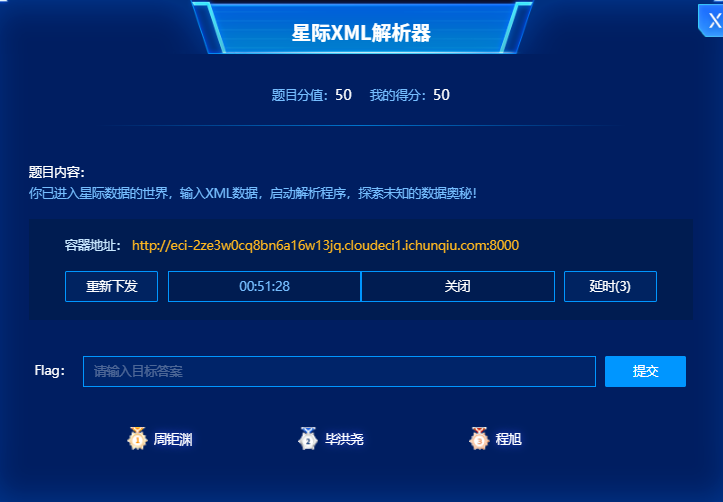 星际XML解析器
X
题目分值：50 我的得分：50
题目内容：
你已进入星际数据的世界，输入XML数据，启动解析程序，探索未知的数据奥秘！
容器地址： http://eci-2ze3w0cq8bn6a16w13jq.cloudeci1.ichunqiu.com:8000
重新下发 00:51:28 关闭 延时(3)
Flag： 请输入目标答案 提交
1 周钜渊 2 毕洪尧 3 程旭